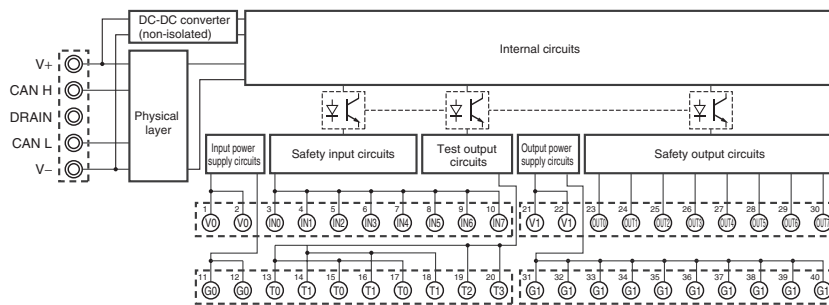 DC-DC converter
(non-isolated)
Internal circuits
V+
CAN H
DRAIN
CAN L
V−
Physical
layer
Input power
supply circuits
Safety input circuits
Test output
circuits
Output power
supply circuits
Safety output circuits
1 2 3 4 5 6 7 8 9 10 21 22 23 24 25 26 27 28 29 30
V0 V0 IN0 IN1 IN2 IN3 IN4 IN5 IN6 IN7 V1 V1 OUT0 OUT1 OUT2 OUT3 OUT4 OUT5 OUT6 OUT7
11 12 13 14 15 16 17 18 19 20 31 32 33 34 35 36 37 38 39 40
G0 G0 T0 T1 T0 T1 T0 T1 T2 T3 G1 G1 G1 G1 G1 G1 G1 G1 G1 G1